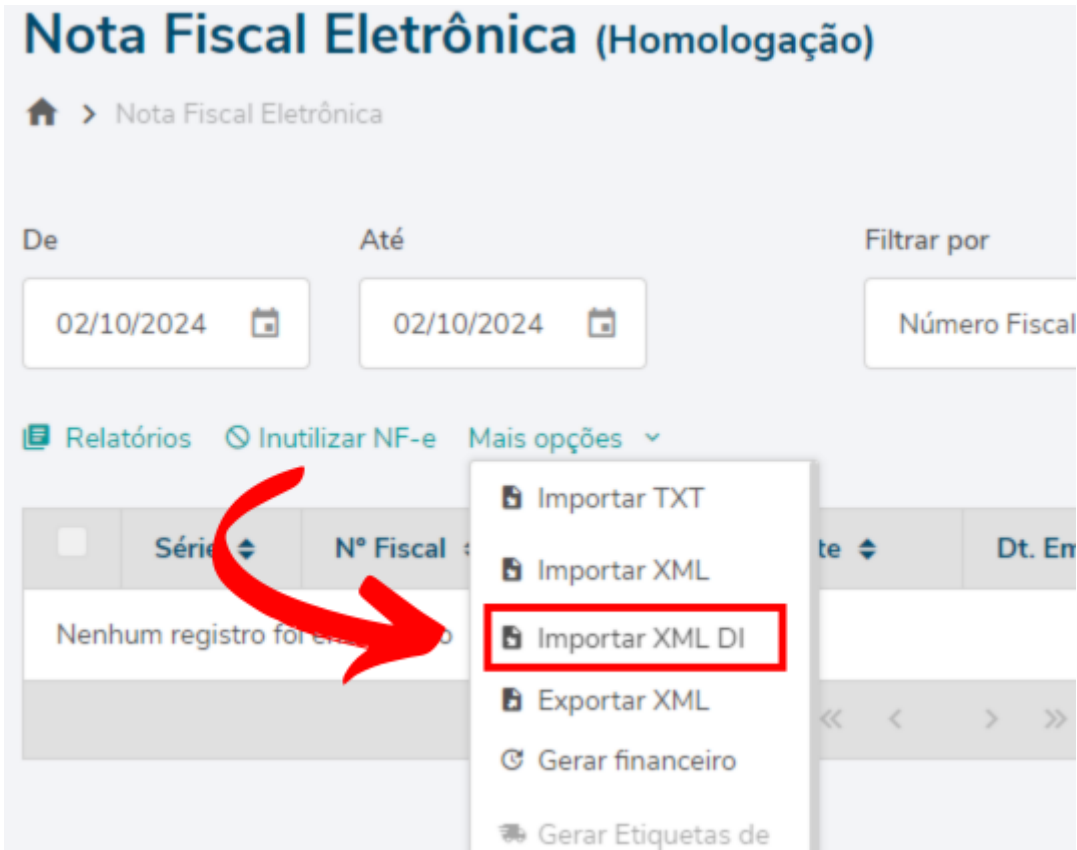 Nota Fiscal Eletrônica (Homologação)
> Nota Fiscal Eletrônica
De Até Filtrar por
02/10/2024 02/10/2024 Número Fiscal
Relatórios Inutilizar NF-e Mais opções
Importar TXT
Série Nº Fiscal te Dt. Em
Importar XML
Nenhum registro foi
Importar XML DI
Exportar XML
« < > »
Gerar financeiro
Gerar Etiquetas de